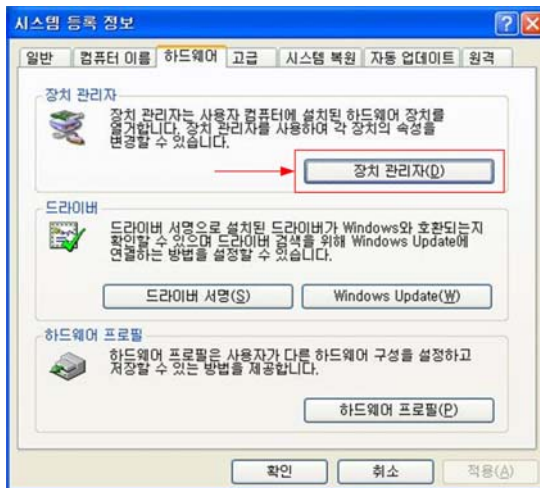 시스템 등록 정보
일반 컴퓨터 이름 하드웨어 고급 시스템 복원 자동 업데이트 원격
장치 관리자
장치 관리자는 사용자 컴퓨터에 설치된 하드웨어 장치를
열거합니다. 장치 관리자를 사용하여 각 장치의 속성을
변경할 수 있습니다.
장치 관리자(D)
드라이버
드라이버 서명으로 설치된 드라이버가 Windows와 호환되는지
확인할 수 있으며 드라이버 검색을 위해 Windows Update에
연결하는 방법을 설정할 수 있습니다.
드라이버 서명(S) Windows Update(W)
하드웨어 프로필
하드웨어 프로필은 사용자가 다른 하드웨어 구성을 설정하고
저장할 수 있는 방법을 제공합니다.
하드웨어 프로필(P)
확인 취소 적용(A)